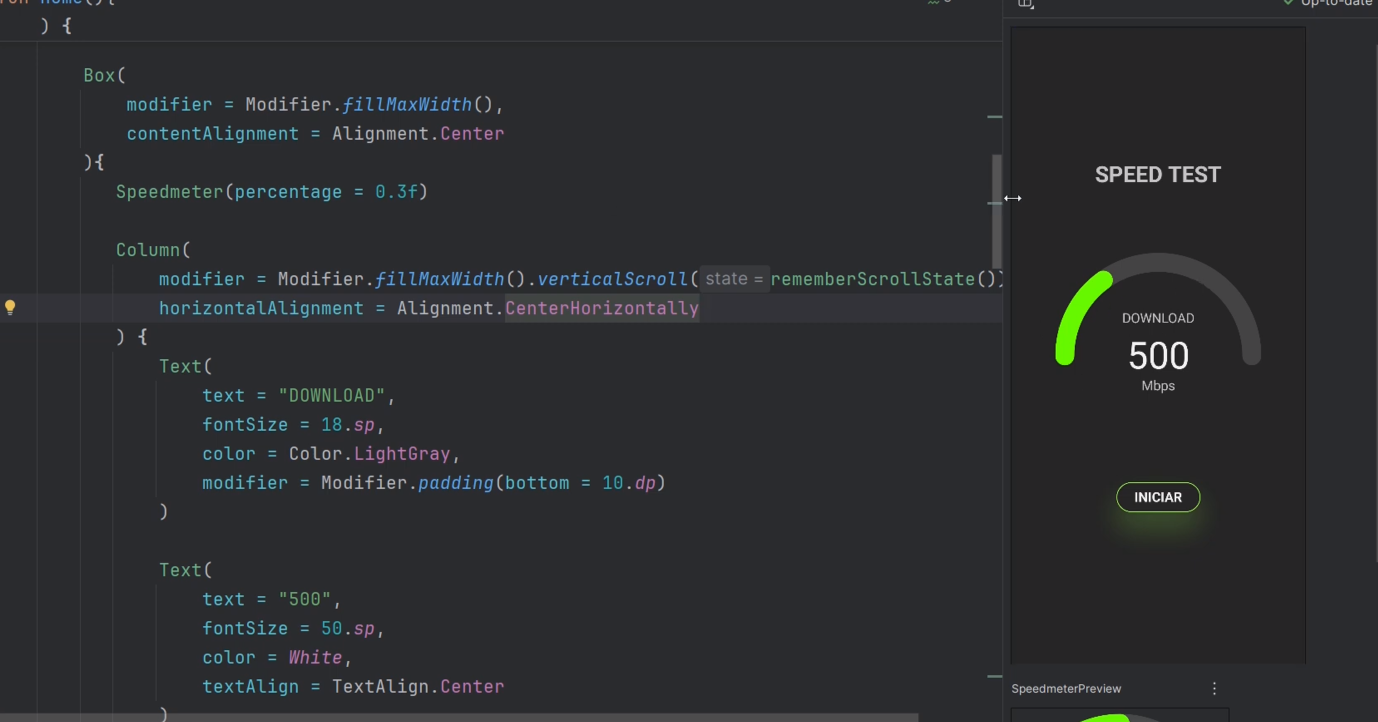 ) {
Box(
modifier = Modifier.fillMaxWidth(),
contentAlignment = Alignment.Center
){
Speedmeter(percentage = 0.3f)
Column(
modifier = Modifier.fillMaxWidth().verticalScroll( state = rememberScrollState())
horizontalAlignment = Alignment.CenterHorizontally
) {
Text(
text = "DOWNLOAD",
fontSize = 18.sp,
color = Color.LightGray,
modifier = Modifier.padding(bottom = 10.dp)
)
Text(
text = "500",
fontSize = 50.sp,
color = White,
textAlign = TextAlign.Center
)
Up-to-date
SPEED TEST
DOWNLOAD
500
Mbps
INICIAR
SpeedmeterPreview